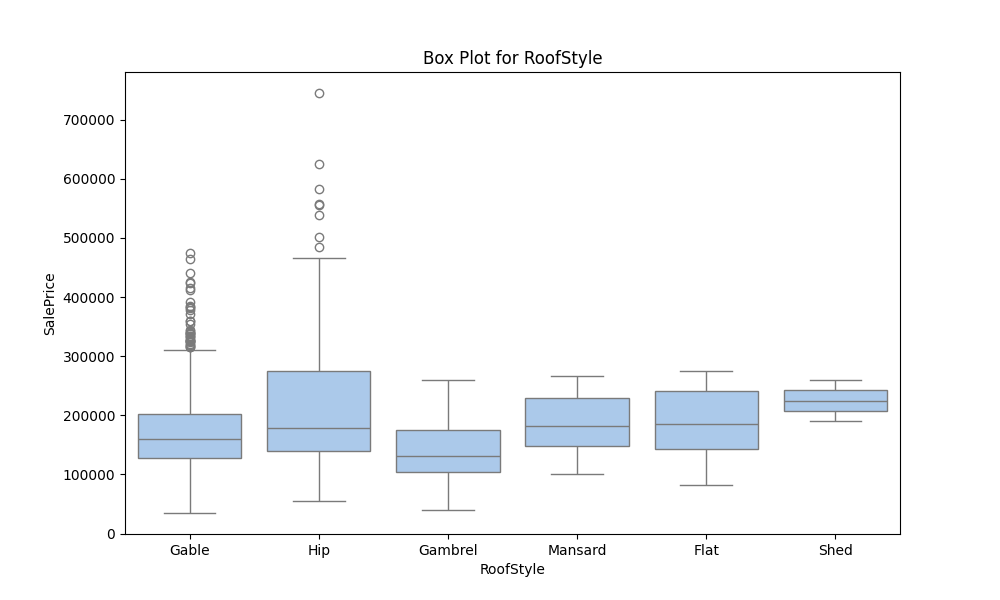 Box Plot for RoofStyle
SalePrice
700000
600000
500000
400000
300000
200000
100000
0
Gable Hip Gambrel Mansard Flat Shed
RoofStyle